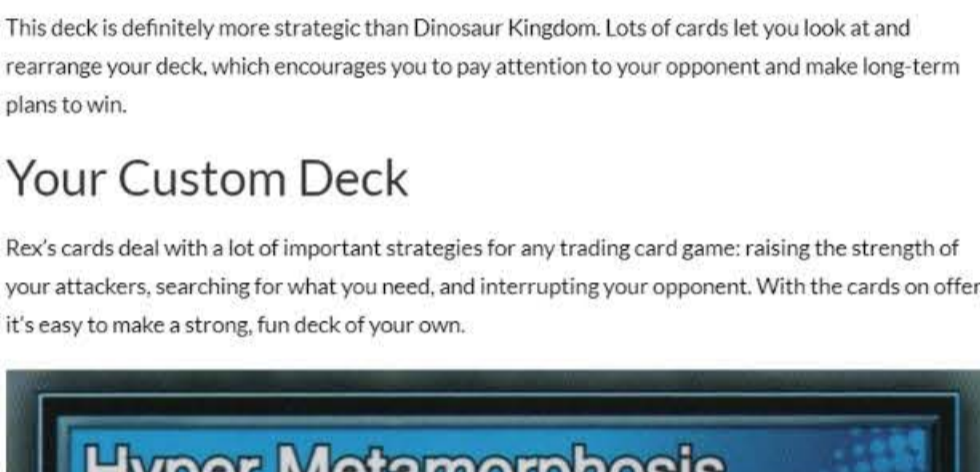 This deck is definitely more strategic than Dinosaur Kingdom. Lots of cards let you look at and
rearrange your deck, which encourages you to pay attention to your opponent and make long-term
plans to win.
Your Custom Deck
Rex's cards deal with a lot of important strategies for any trading card game: raising the strength of
your attackers, searching for what you need, and interrupting your opponent. With the cards on offer
it's easy to make a strong, fun deck of your own.
Hyper Metamorphosis